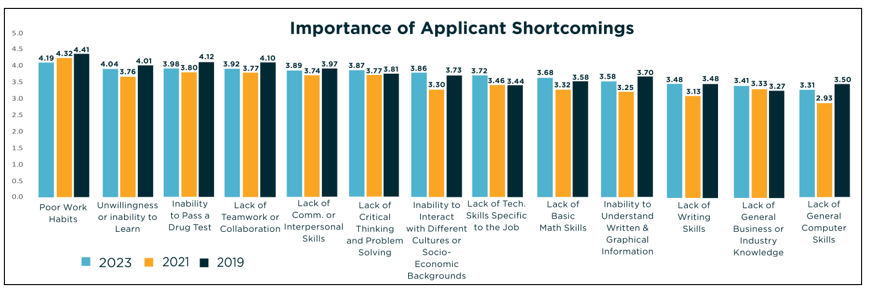 Importance of Applicant Shortcomings
5.0
4.5
4.0
3.5
3.0
2.5
2.0
1.5
1.0
0.5
0.0
4.19 4.32 4.41
4.04 3.76 4.01
3.98 3.80 4.12
3.92 3.77 4.10
3.89 3.74 3.97
3.87 3.77 3.81
3.86 3.30 3.73
3.72 3.46 3.44
3.68 3.32 3.58
3.58 3.25 3.70
3.48 3.13 3.48
3.41 3.33 3.27
3.31 2.93 3.50
Poor Work
Habits
Unwillingness
or inability to
Learn
Inability
to Pass a
Drug Test
Lack of
Teamwork or
Collaboration
Lack of
Comm. or
Interpersonal
Skills
Lack of
Critical
Thinking
and Problem
Solving
Inability to
Interact
with Different
Cultures or
Socio-
Economic
Backgrounds
Lack of Tech.
Skills Specific
to the Job
Lack of
Basic
Math Skills
Inability to
Understand
Written &
Graphical
Information
Lack of
Writing
Skills
Lack of
General
Business or
Industry
Knowledge
Lack of
General
Computer
Skills
2023 2021 2019